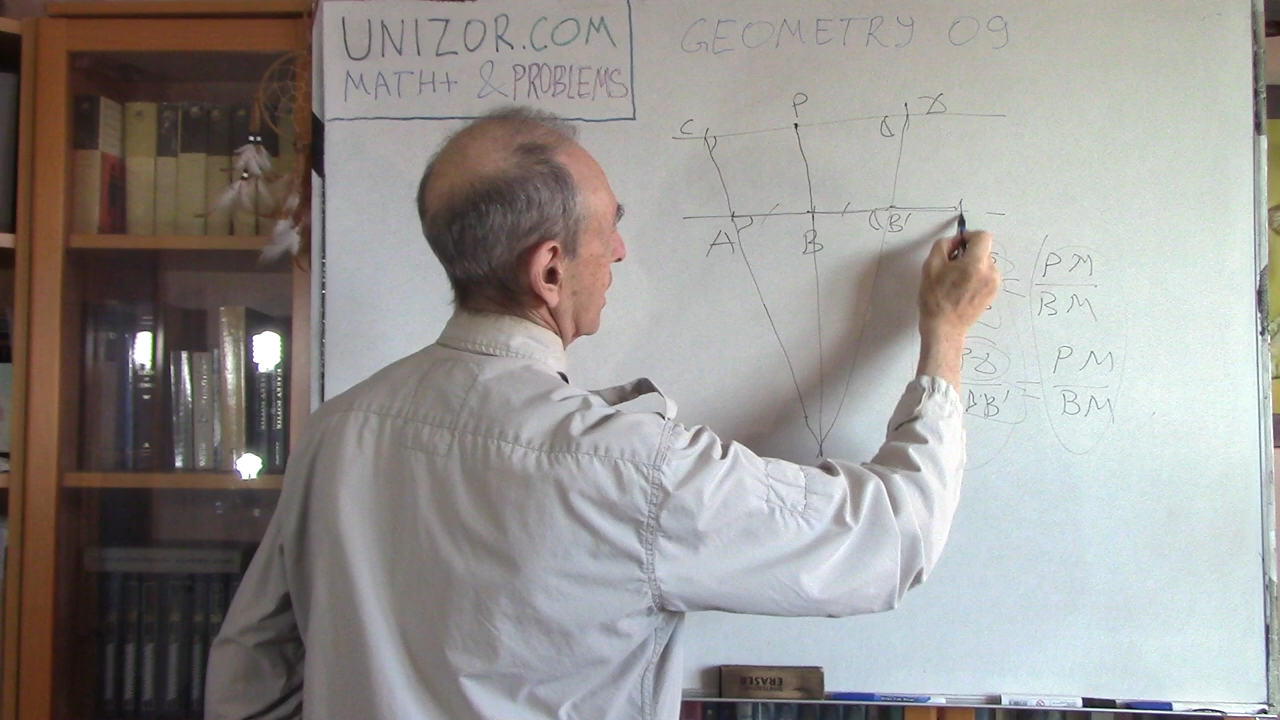 UNIZOR.COM
MATH+ & PROBLEMS
GEOMETRY 09
C P
A B B'
PM
BM
=
PM
B' = BM
ERASER